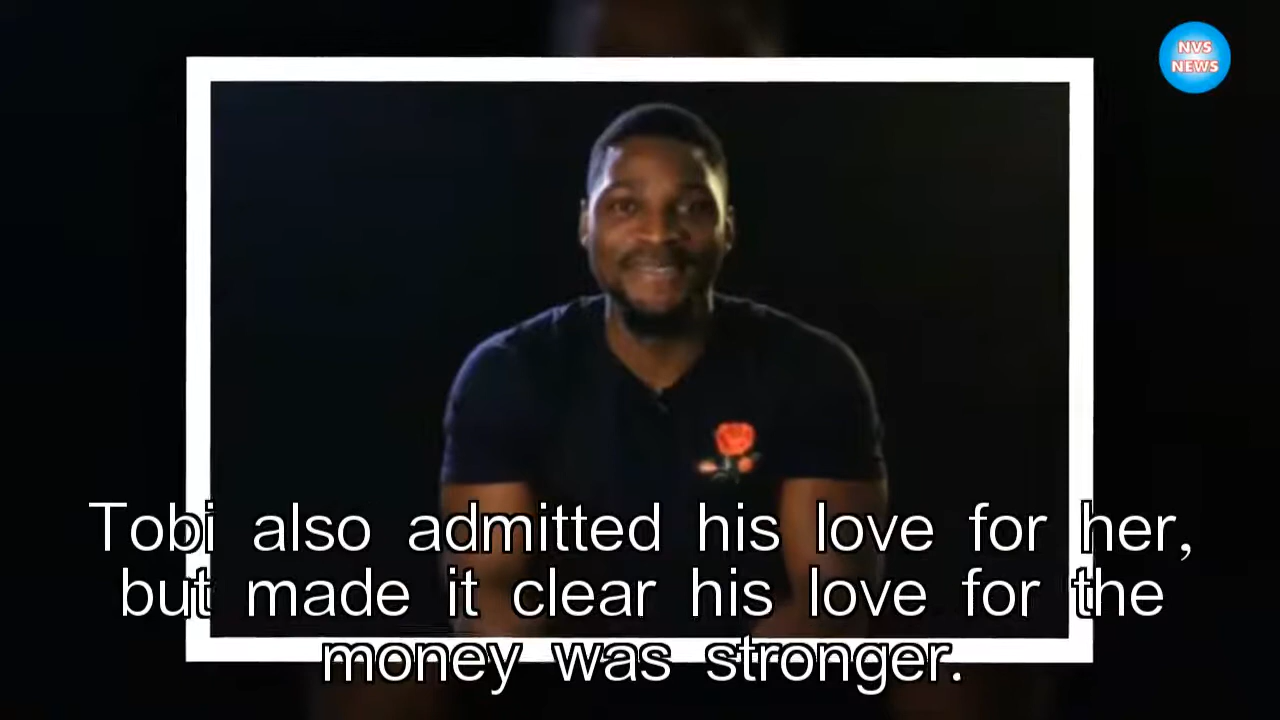 NVS
NEWS
Tobi also admitted his love for her,
but made it clear his love for the
money was stronger.